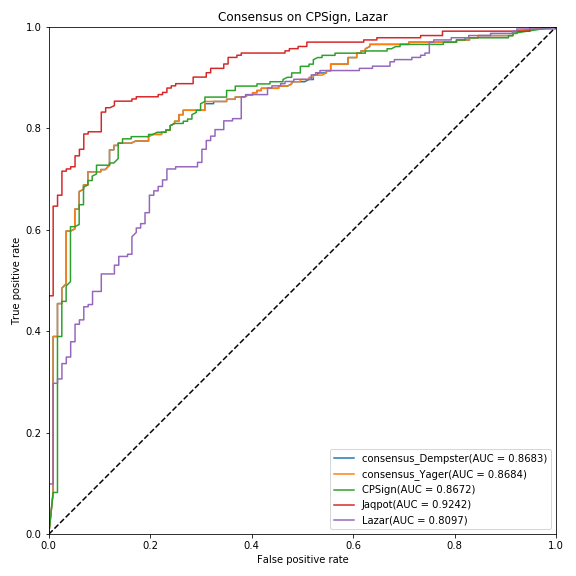 Consensus on CPSign, Lazar
1.0
0.8
0.6
0.4
0.2
0.0
True positive rate
0.0 0.2 0.4 0.6 0.8 1.0
False positive rate
consensus_Dempster(AUC = 0.8683)
consensus_Yager(AUC = 0.8684)
CPSign(AUC = 0.8672)
Jaqpot(AUC = 0.9242)
Lazar(AUC = 0.8097)